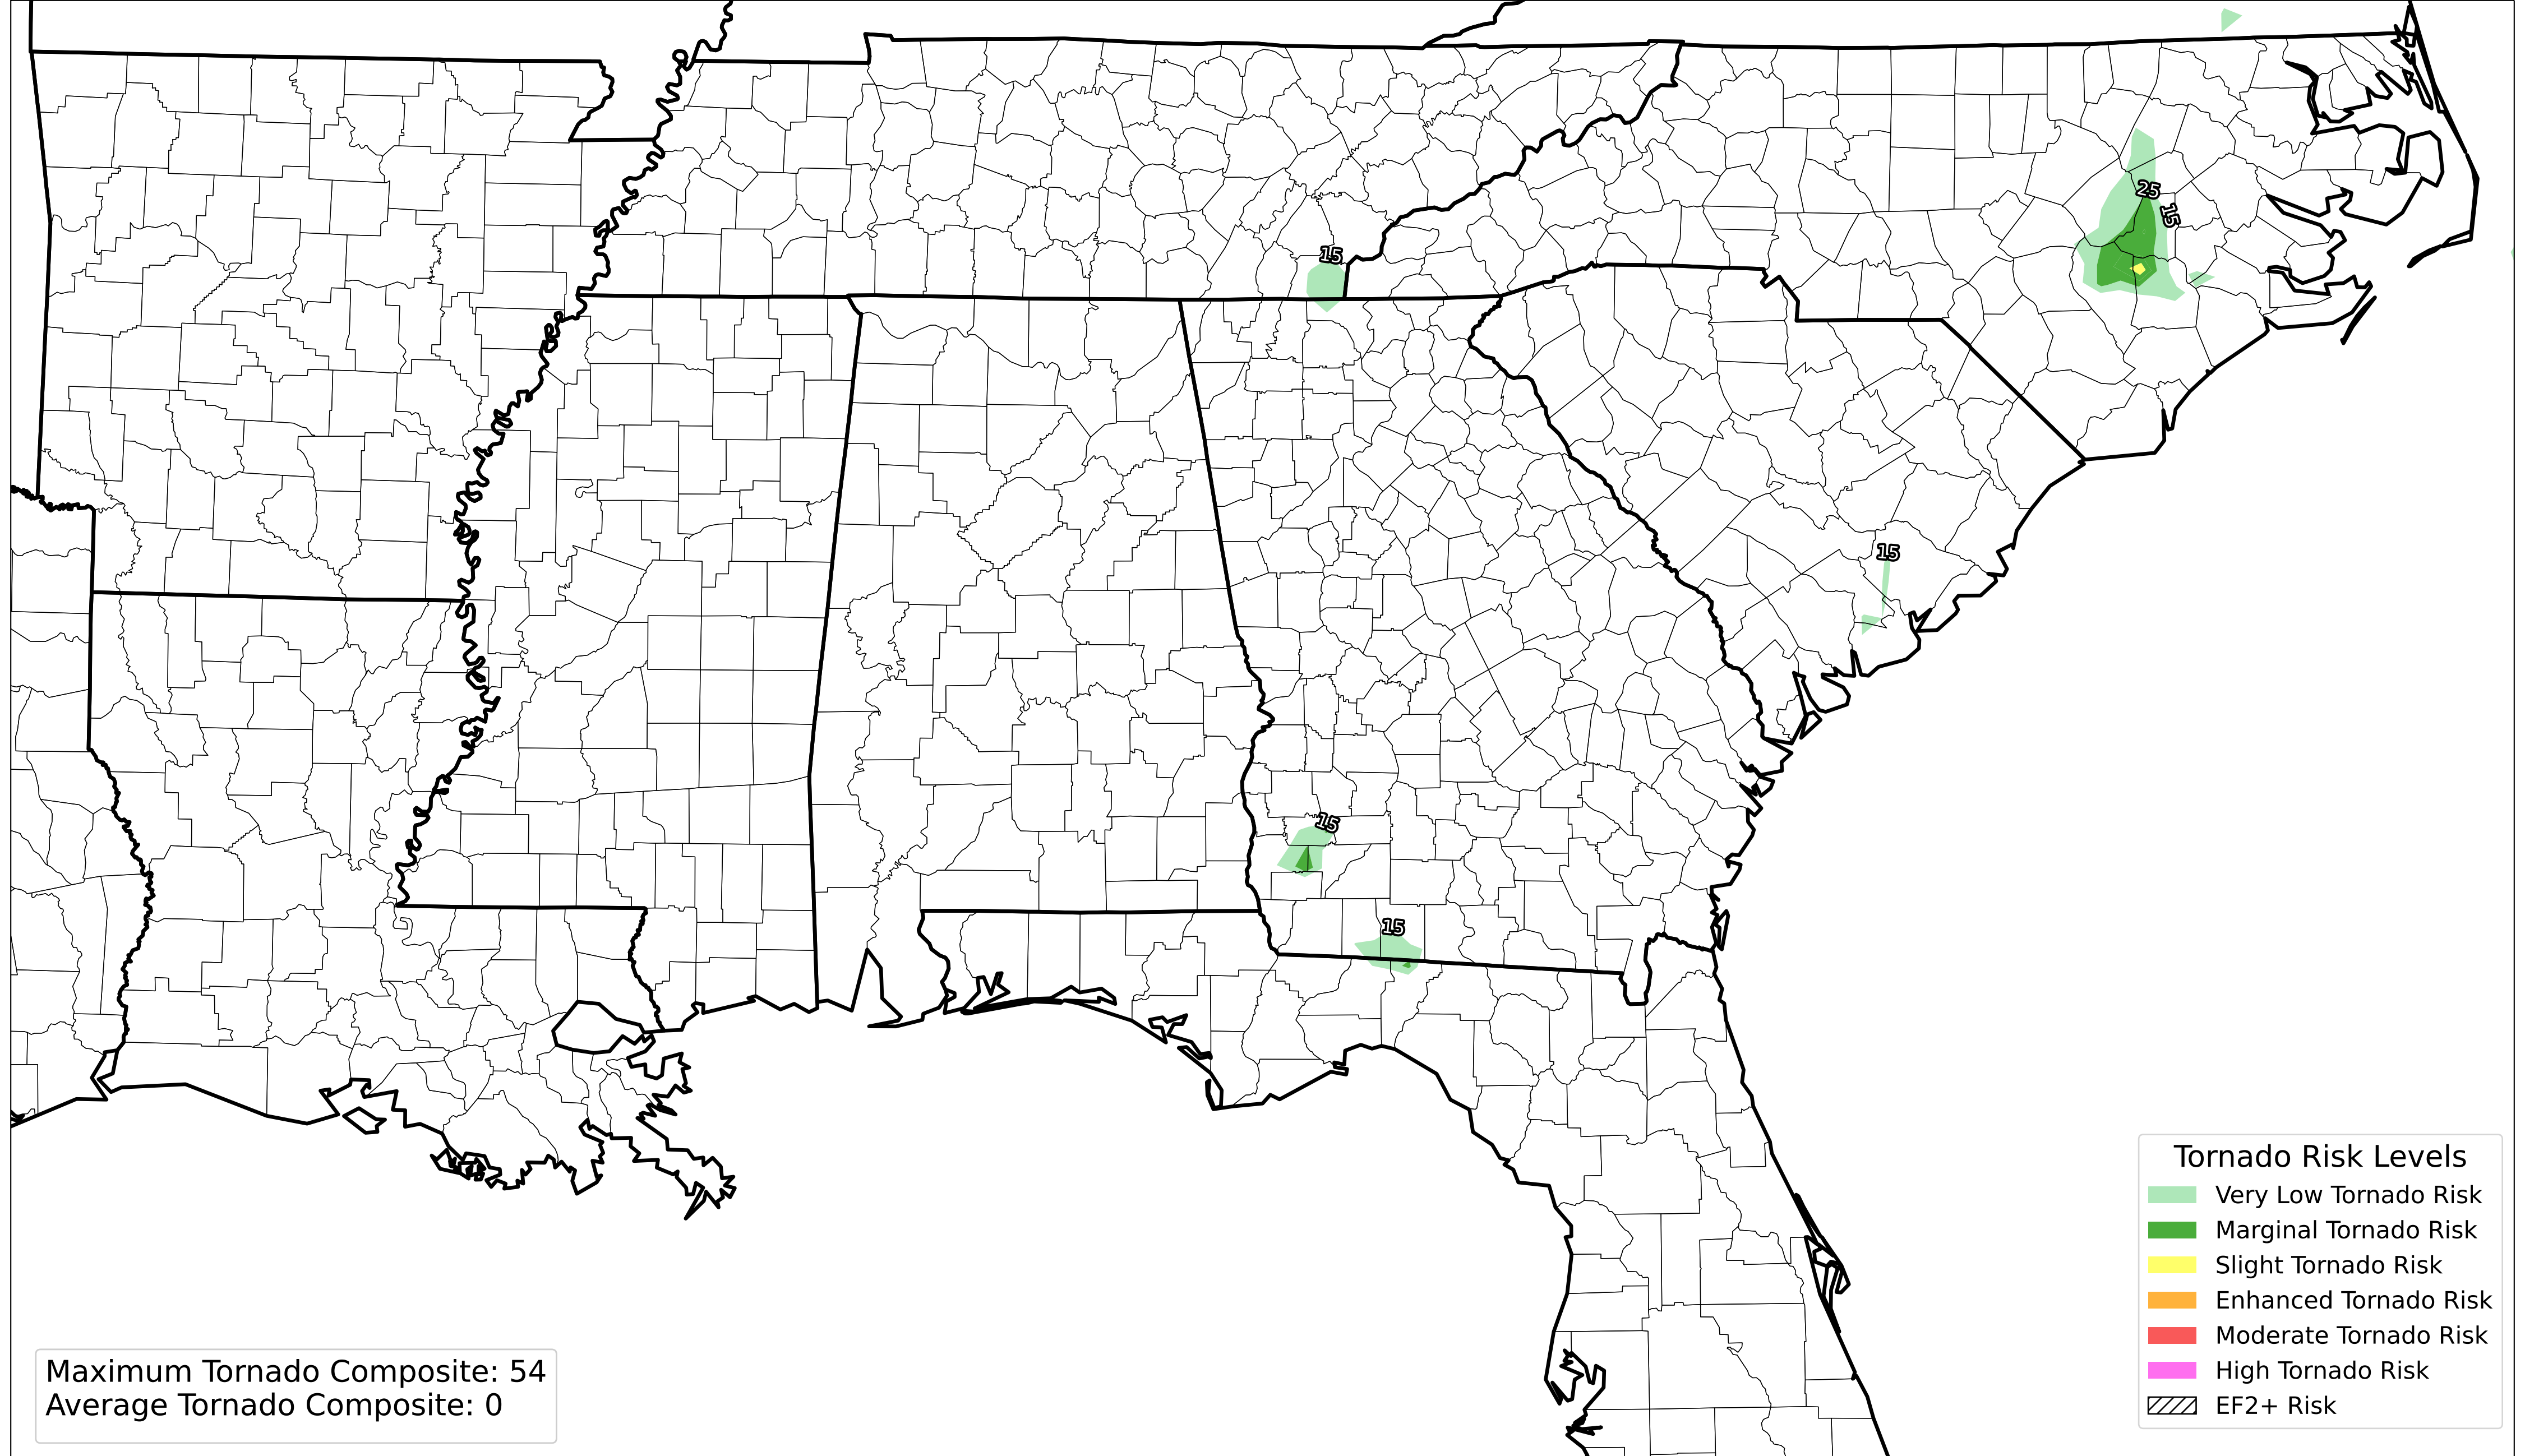 25
15
15
15
15
15
Tornado Risk Levels
Very Low Tornado Risk
Marginal Tornado Risk
Slight Tornado Risk
Enhanced Tornado Risk
Moderate Tornado Risk
High Tornado Risk
EF2+ Risk
Maximum Tornado Composite: 54
Average Tornado Composite: 0